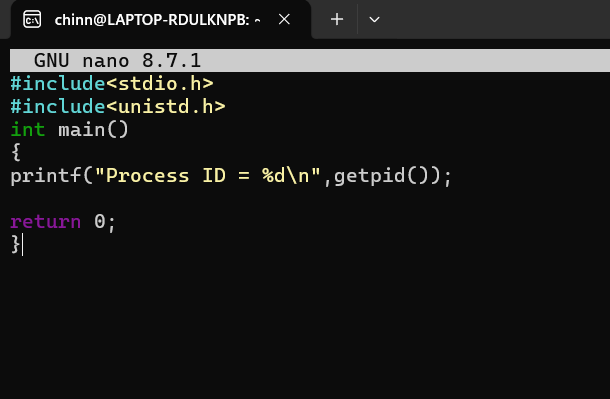 chinn@LAPTOP-RDULKNPB: ~
GNU nano 8.7.1
#include<stdio.h>
#include<unistd.h>
int main()
{
printf("Process ID = %d\n",getpid());
return 0;
}